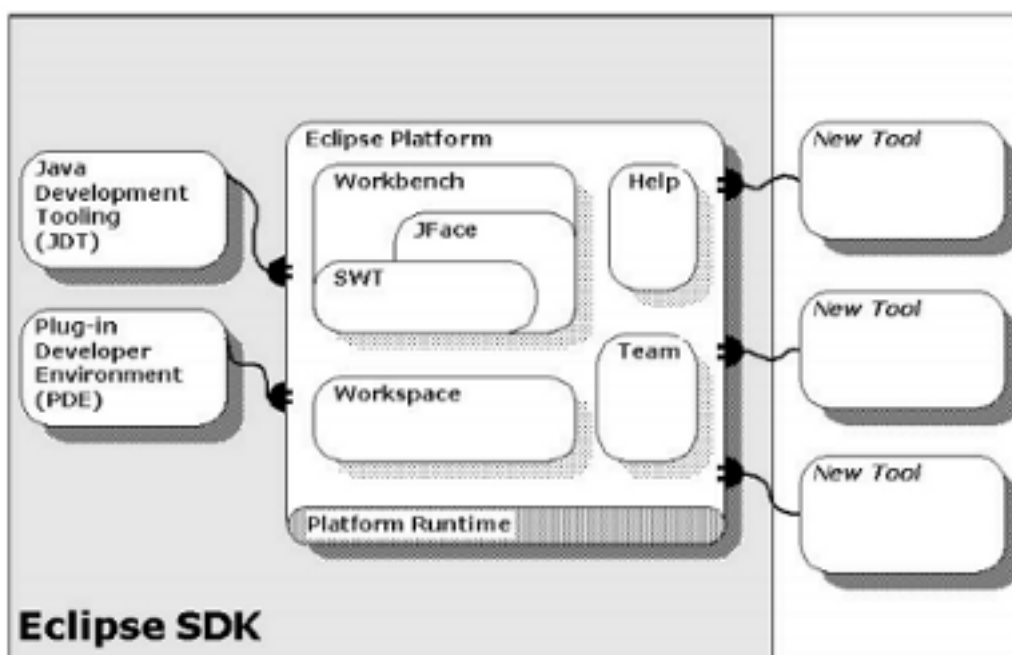 Eclipse Platform
Java
Development
Tooling
(JDT)
Workbench
JFace
SWT
Help
New Tool
Plug-in
Developer
Environment
(PDE)
Workspace
Team
New Tool
New Tool
Platform Runtime
Eclipse SDK